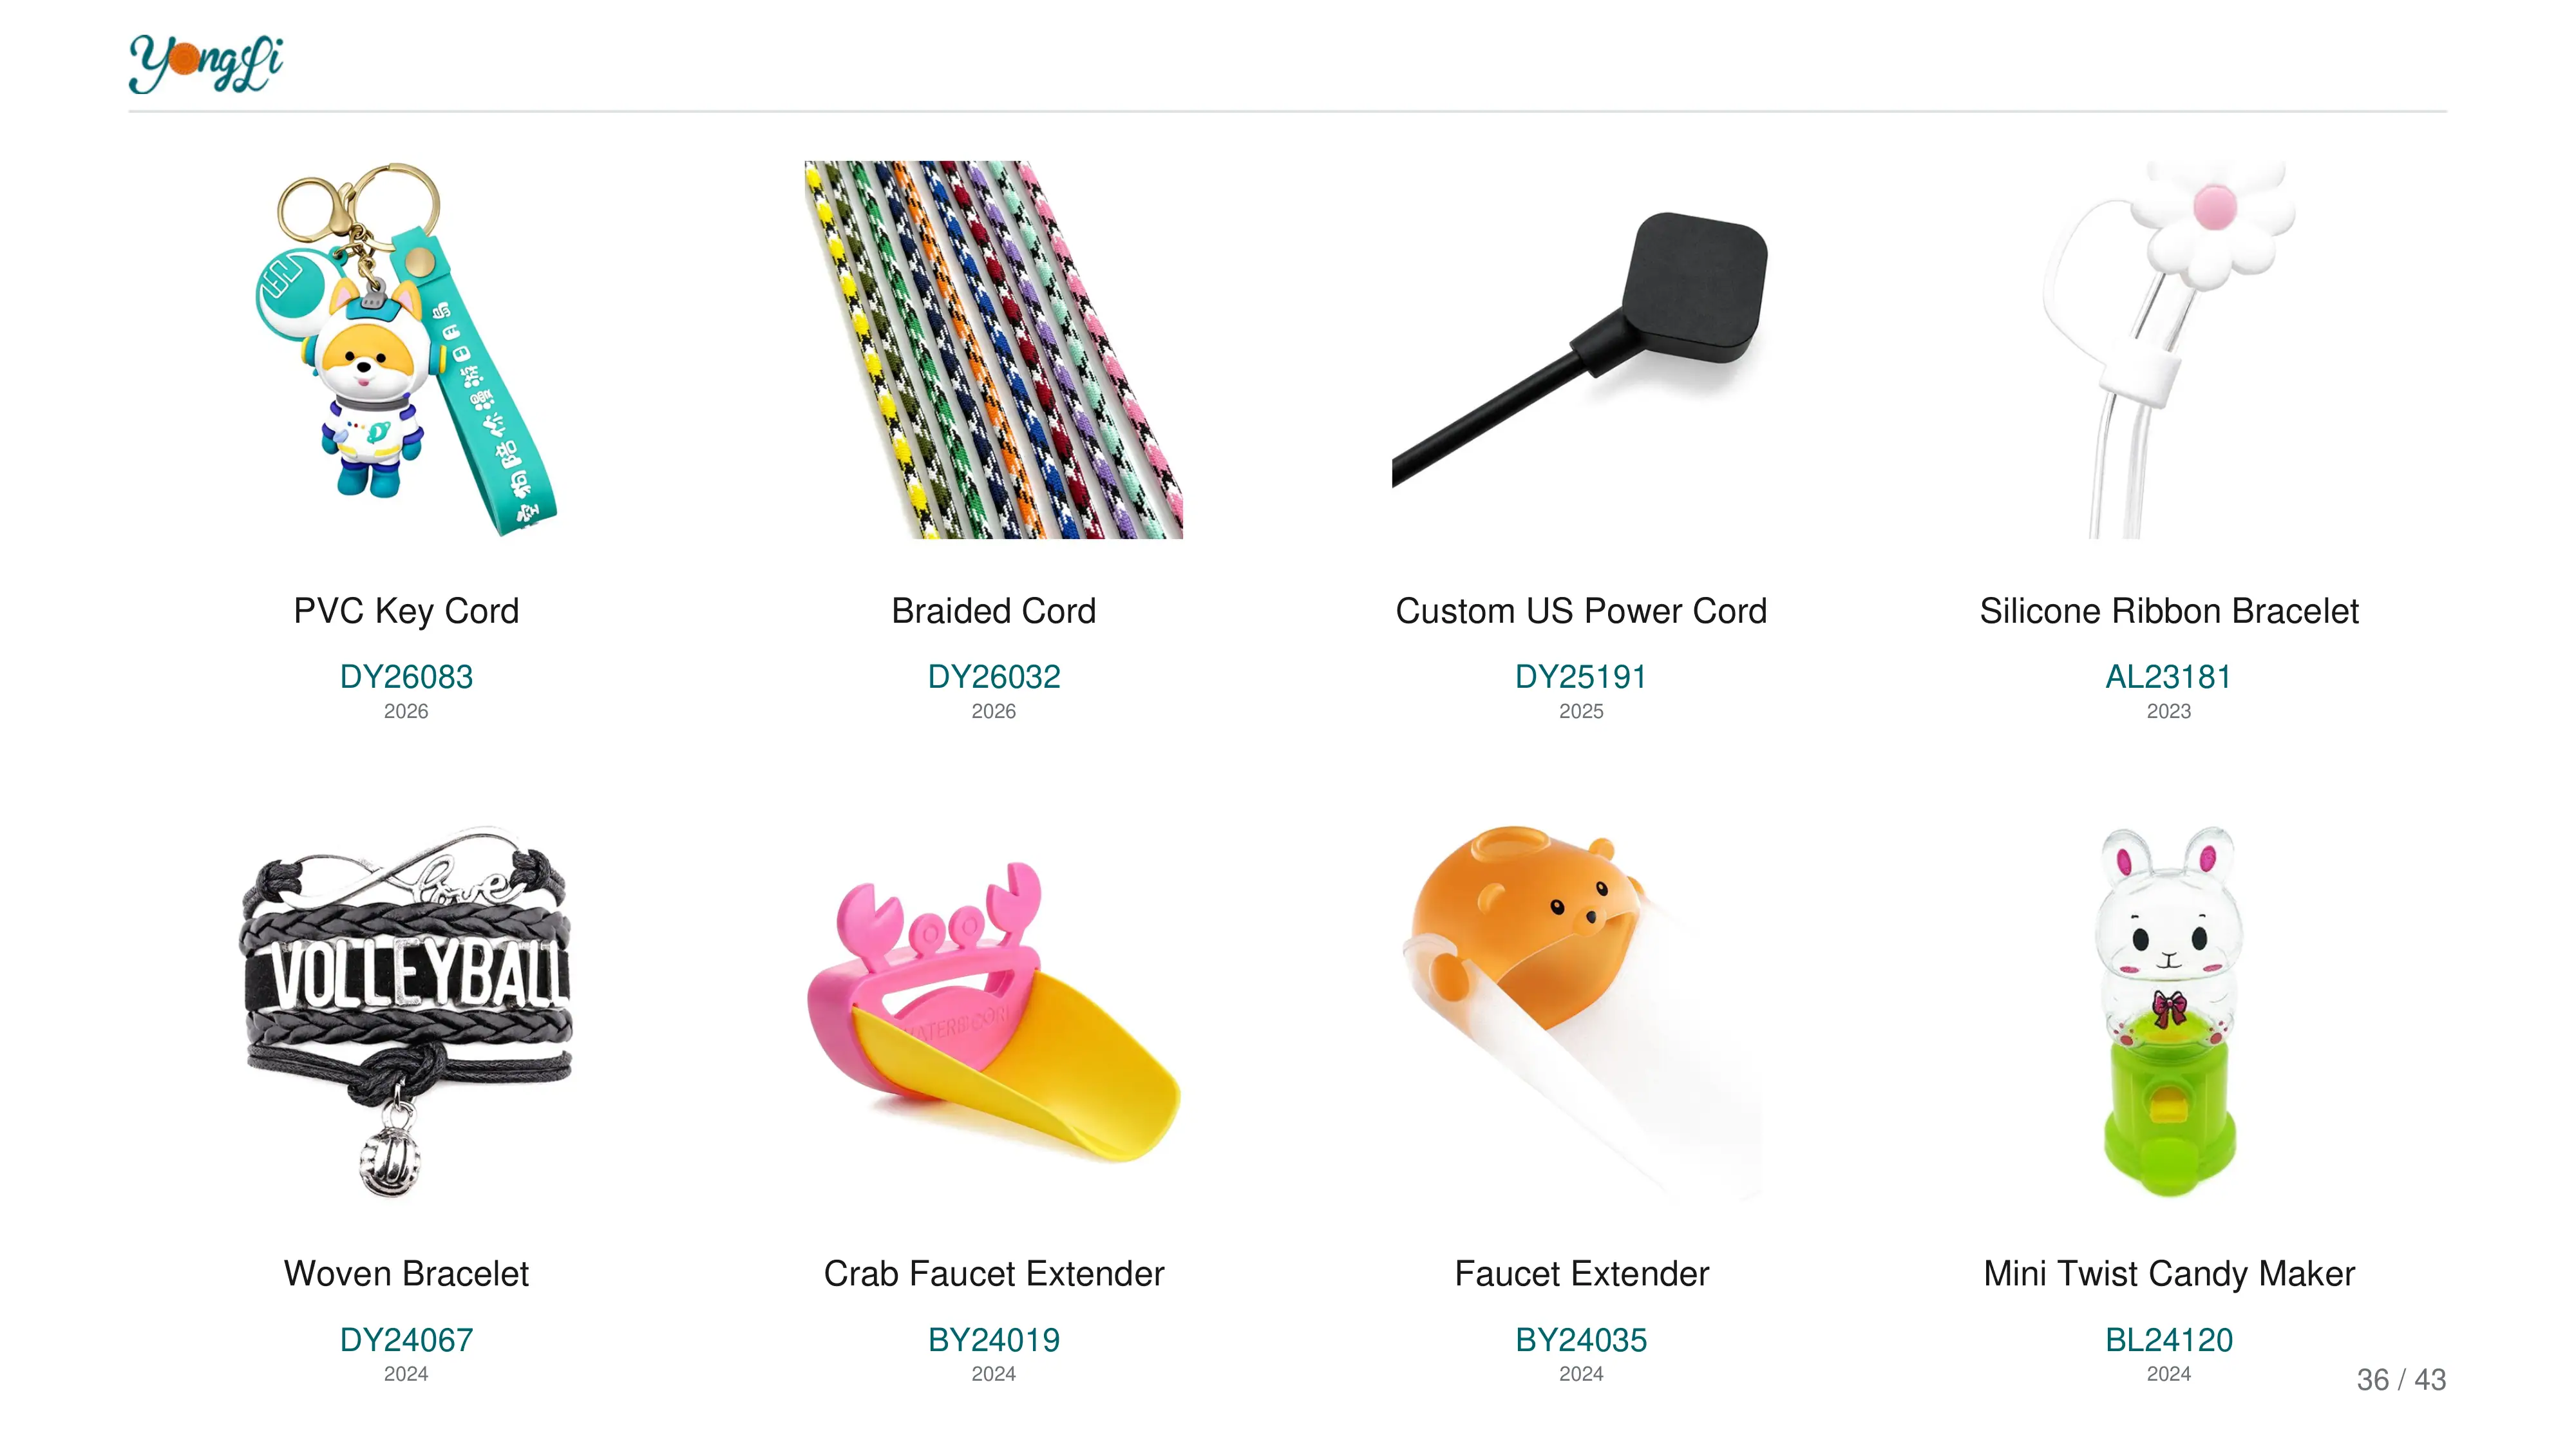 YongLi
PVC Key Cord
Braided Cord
Custom US Power Cord
Silicone Ribbon Bracelet
DY26083
DY26032
DY25191
AL23181
2026
2026
2025
2023
love
VOLLEYBALL
Woven Bracelet
Crab Faucet Extender
Faucet Extender
Mini Twist Candy Maker
DY24067
BY24019
BY24035
BL24120
2024
2024
2024
2024
36 / 43